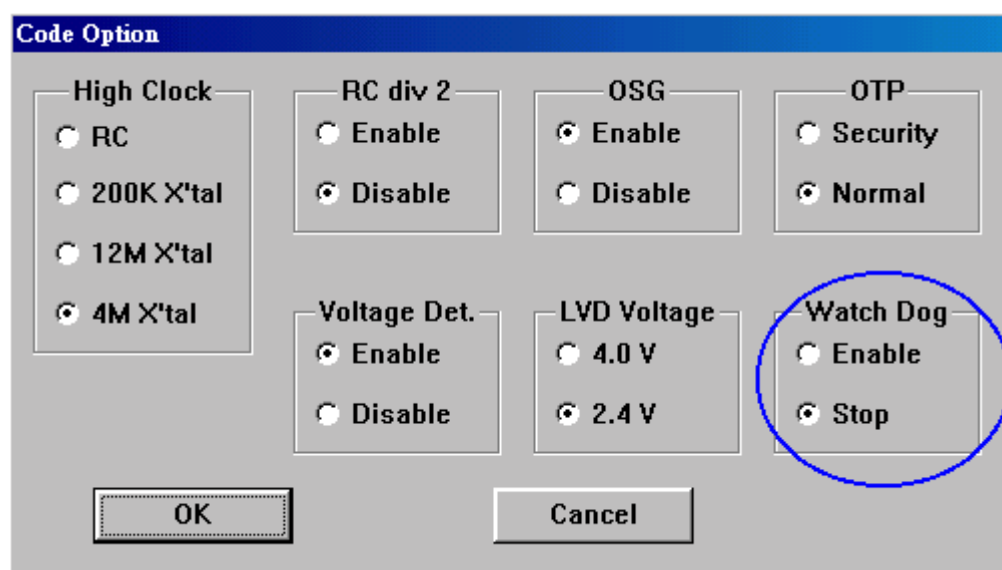 Code Option
High Clock
RC
200K X'tal
12M X'tal
4M X'tal
RC div 2
Enable
Disable
OSG
Enable
Disable
OTP
Security
Normal
Voltage Det.
Enable
Disable
LVD Voltage
4.0 V
2.4 V
Watch Dog
Enable
Stop
OK
Cancel